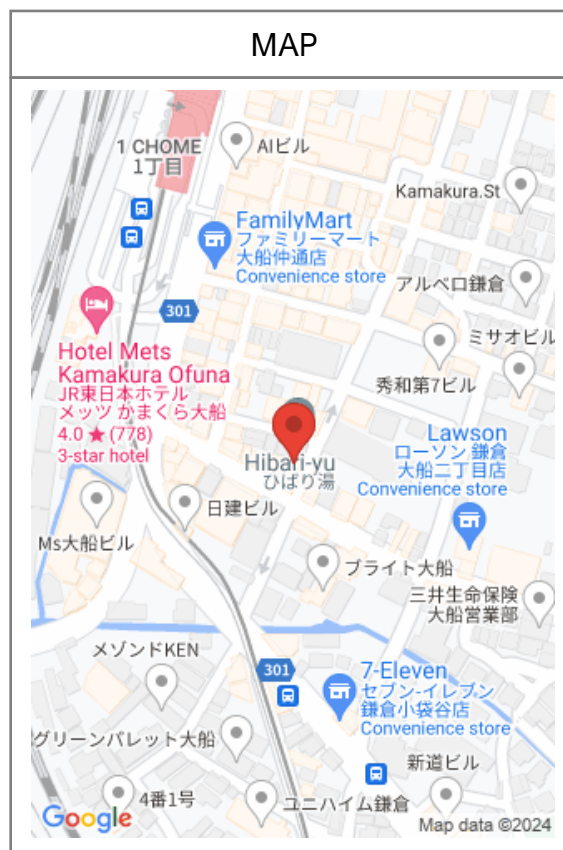 MAP
1 CHOME
1丁目
AIビル
Kamakura.St
FamilyMart
ファミリーマート
大船仲通店
Convenience store
アルベロ鎌倉
301
ミサオビル
Hotel Mets
Kamakura Ofuna
JR東日本ホテル
メッツ かまくら大船
4.0 ★ (778)
3-star hotel
秀和第7ビル
Lawson
ローソン 鎌倉
大船二丁目店
Convenience store
Hibari-yu
ひばり湯
日建ビル
Ms大船ビル
ブライト大船
三井生命保険
大船営業部
メゾンドKEN
301
7-Eleven
セブン-イレブン
鎌倉小袋谷店
Convenience store
グリーンパレット大船
新道ビル
4番1号
ユニハイム鎌倉
Google
Map data ©2024